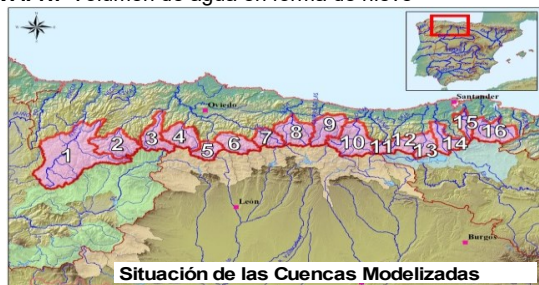 Volumen de agua en forma de nieve
Oviedo
Santander
1 2 3 4 5 6 7 8 9 10 11 12 13 14 15 16
León
Burgos
Situación de las Cuencas Modelizadas